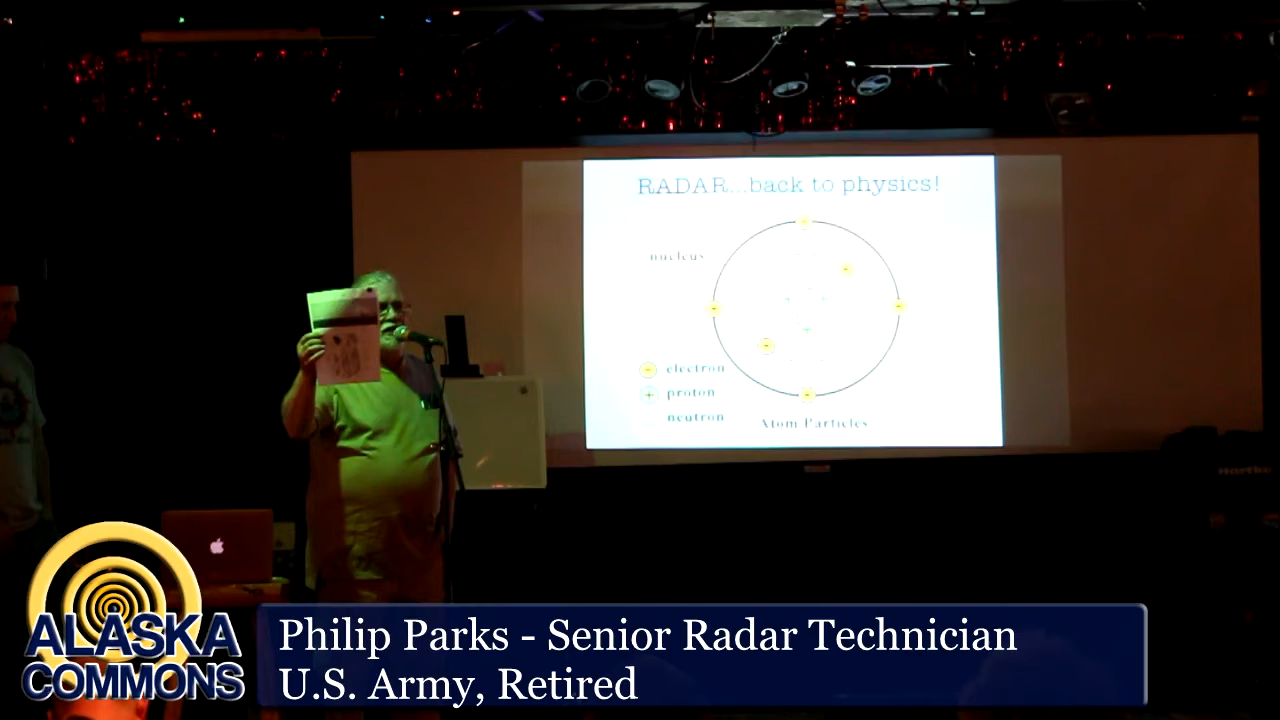 RADAR...back to physics!
nucleus
electron
proton
neutron
Atom Particles
ALASKA
COMMONS
Philip Parks - Senior Radar Technician
U.S. Army, Retired